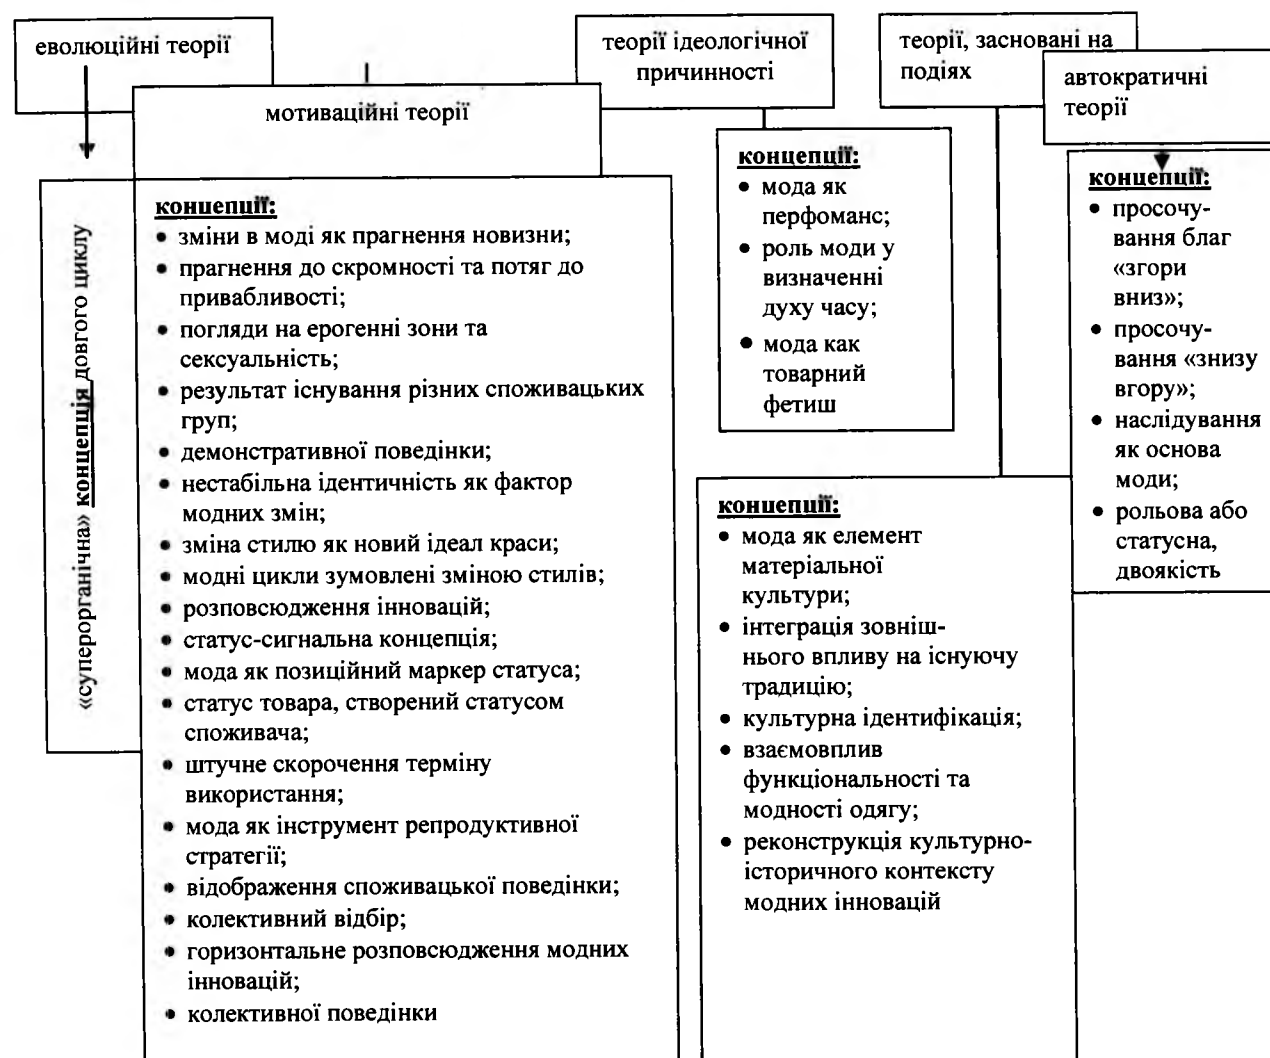 еволюційні теорії
мотиваційні теорії
теорії ідеологічної
причинності
теорії, засновані на
подіях
автократичні
теорії
«суперорганічна» концепція довгого циклу
концепції:
• зміни в моді як прагнення новизни;
• прагнення до скромності та потяг до
привабливості;
• погляди на ерогенні зони та
сексуальність;
• результат існування різних споживацьких
груп;
• демонстративної поведінки;
• нестабільна ідентичність як фактор
модних змін;
• зміна стилю як новий ідеал краси;
• модні цикли зумовлені зміною стилів;
• розповсюдження інновацій;
• статус-сигнальна концепція;
• мода як позиційний маркер статуса;
• статус товара, створений статусом
споживача;
• штучне скорочення терміну
використання;
• мода як інструмент репродуктивної
стратегії;
• відображення споживацької поведінки;
• колективний відбір;
• горизонтальне розповсюдження модних
інновацій;
• колективної поведінки
концепції:
• мода як
перфоманс;
• роль моди у
визначенні
духу часу;
• мода как
товарний
фетиш
концепції:
• мода як елемент
матеріальної
культури;
• інтеграція зовніш-
нього впливу на існуючу
традицію;
• культурна ідентифікація;
• взаємовплив
функціональності та
модності одягу;
• реконструкція культурно-
історичного контексту
модних інновацій
концепції:
• просочу-
вання благ
«згори
вниз»;
• просочу-
вання «знизу
вгору»;
• наслідування
як основа
моди;
• рольова або
статусна,
двоякість